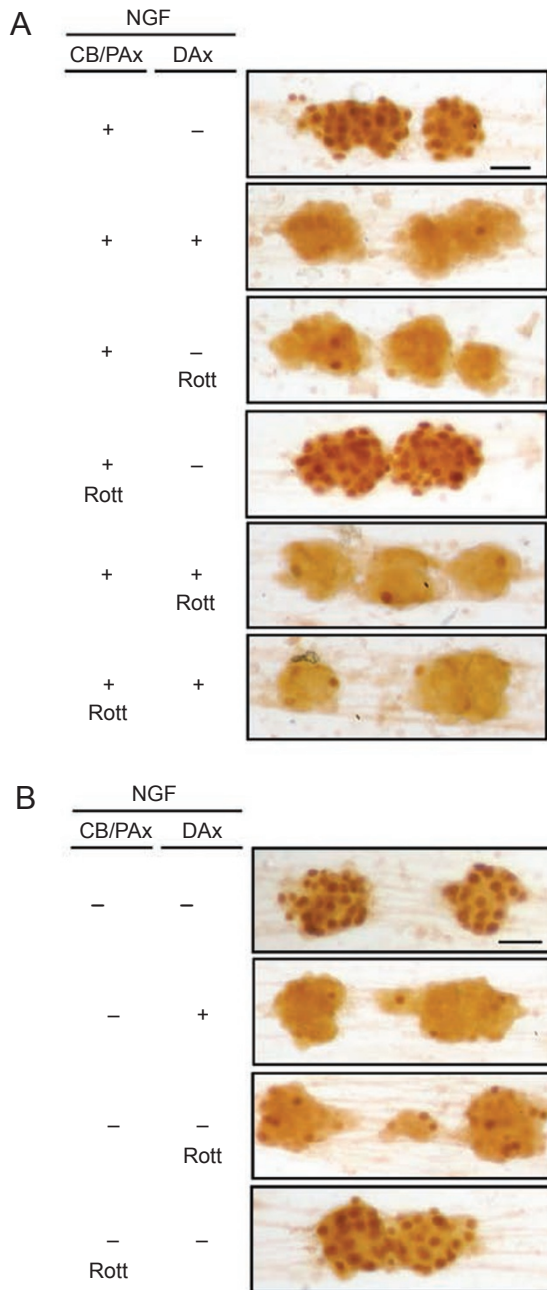 A
NGF
CB/PAx DAx
+ –
+ +
+ –
Rott
+ –
Rott
+ +
Rott
+ +
Rott
B
NGF
CB/PAx DAx
– –
– +
– –
Rott
– –
Rott